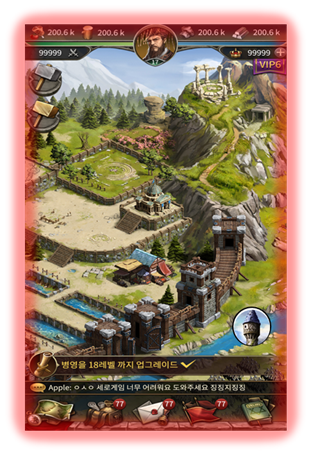 200.6 k 200.6 k 200.6 k 200.6 k
99999 99999
17
VIP6
병영을 18레벨 까지 업그레이드
Apple: ㅇㅅㅇ 세로게임 너무 어려워요 도와주세요 징징지징징
77 77 77